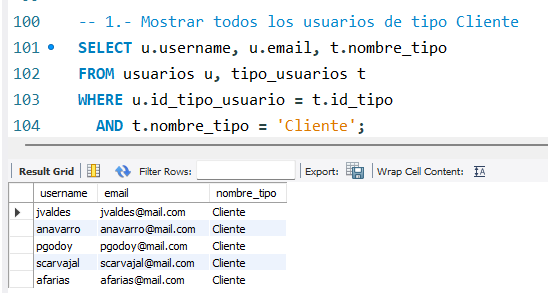 100 -- 1.- Mostrar todos los usuarios de tipo Cliente
101 SELECT u.username, u.email, t.nombre_tipo
102 FROM usuarios u, tipo_usuarios t
103 WHERE u.id_tipo_usuario = t.id_tipo
104 AND t.nombre_tipo = 'Cliente';
Result Grid Filter Rows: Export: Wrap Cell Content:
username email nombre_tipo
jvaldes jvaldes@mail.com Cliente
anavarro anavarro@mail.com Cliente
pgodoy pgodoy@mail.com Cliente
scarvajal scarvajal@mail.com Cliente
afarias afarias@mail.com Cliente